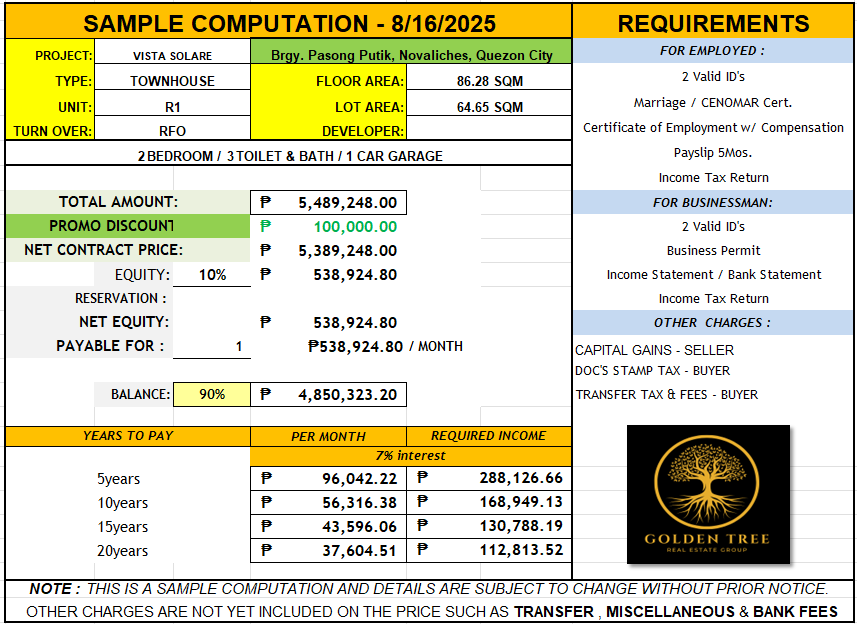 SAMPLE COMPUTATION - 8/16/2025
PROJECT: VISTA SOLARE Brgy. Pasong Putik, Novaliches, Quezon City
TYPE: TOWNHOUSE FLOOR AREA: 86.28 SQM
UNIT: R1 LOT AREA: 64.65 SQM
TURN OVER: RFO DEVELOPER:
2 BEDROOM / 3 TOILET & BATH / 1 CAR GARAGE
TOTAL AMOUNT: ₱ 5,489,248.00
PROMO DISCOUNT ₱ 100,000.00
NET CONTRACT PRICE: ₱ 5,389,248.00
EQUITY: 10% ₱ 538,924.80
RESERVATION :
NET EQUITY: ₱ 538,924.80
PAYABLE FOR : 1 ₱538,924.80 / MONTH
BALANCE: 90% ₱ 4,850,323.20
YEARS TO PAY PER MONTH REQUIRED INCOME
7% interest
5years ₱ 96,042.22 ₱ 288,126.66
10years ₱ 56,316.38 ₱ 168,949.13
15years ₱ 43,596.06 ₱ 130,788.19
20years ₱ 37,604.51 ₱ 112,813.52
REQUIREMENTS
FOR EMPLOYED :
2 Valid ID's
Marriage / CENOMAR Cert.
Certificate of Employment w/ Compensation
Payslip 5Mos.
Income Tax Return
FOR BUSINESSMAN:
2 Valid ID's
Business Permit
Income Statement / Bank Statement
Income Tax Return
OTHER CHARGES :
CAPITAL GAINS - SELLER
DOC'S STAMP TAX - BUYER
TRANSFER TAX & FEES - BUYER
GOLDEN TREE
REAL ESTATE GROUP
NOTE : THIS IS A SAMPLE COMPUTATION AND DETAILS ARE SUBJECT TO CHANGE WITHOUT PRIOR NOTICE.
OTHER CHARGES ARE NOT YET INCLUDED ON THE PRICE SUCH AS TRANSFER , MISCELLANEOUS & BANK FEES